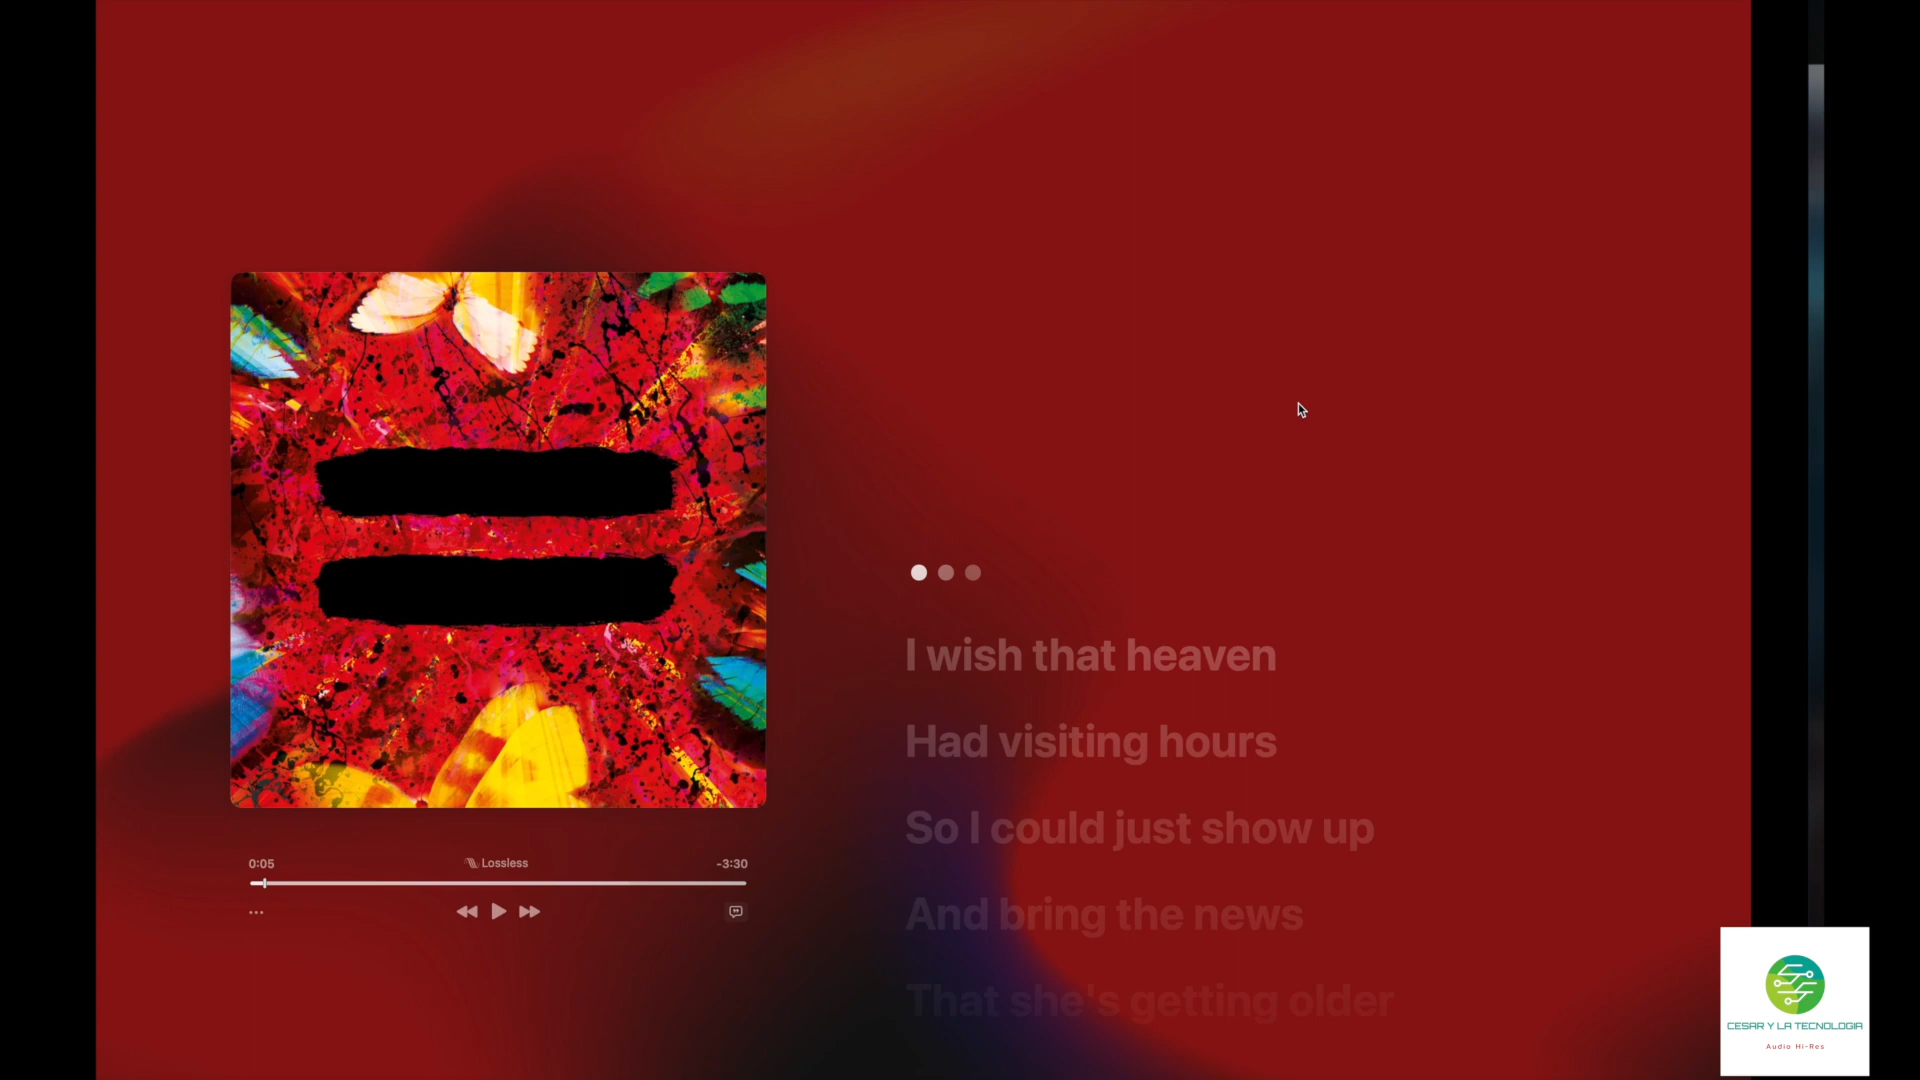 I wish that heaven
Had visiting hours
So I could just show up
And bring the news
That she's getting older
0:05
Lossless
-3:30
CESAR Y LA TECNOLOGIA
Audio Hi-Res